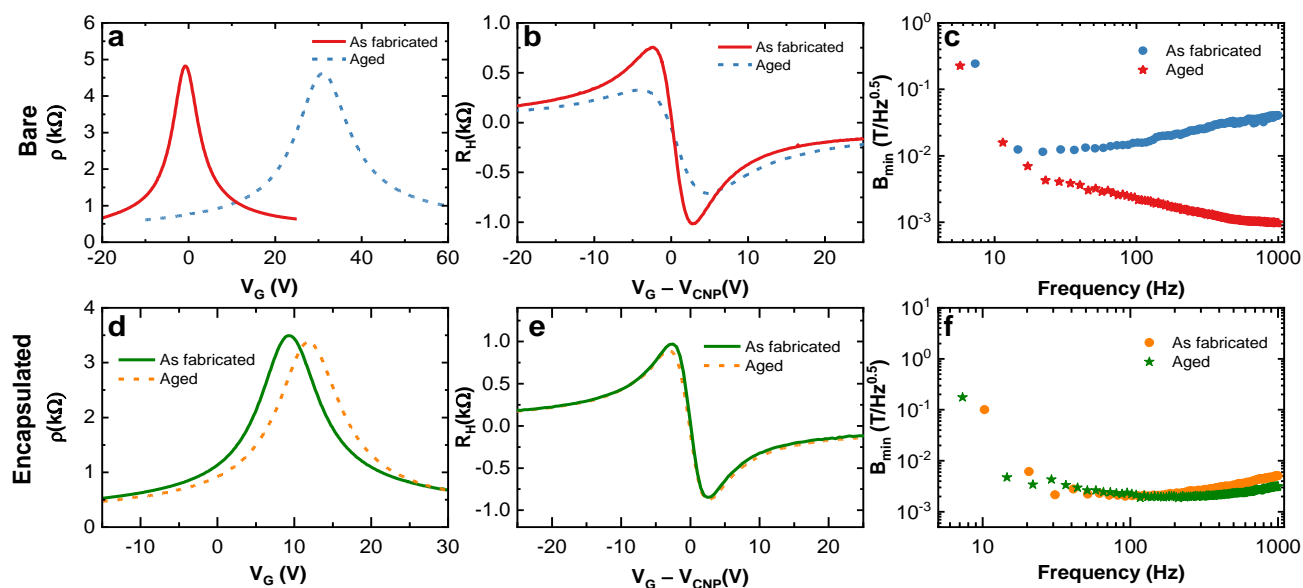 Bare
a
As fabricated
Aged
ρ (kΩ)
6
5
4
3
2
1
0
-20 0 20 40 60
V_G (V)
b
As fabricated
Aged
R_H(kΩ)
0.5
0.0
-0.5
-1.0
-20 -10 0 10 20
V_G – V_CNP(V)
c
As fabricated
Aged
B_min (T/Hz^0.5)
10^0
10^-1
10^-2
10^-3
10 100 1000
Frequency (Hz)
Encapsulated
d
As fabricated
Aged
ρ(kΩ)
4
3
2
1
0
-10 0 10 20 30
V_G (V)
e
As fabricated
Aged
R_H(kΩ)
1.0
0.5
0.0
-0.5
-1.0
-20 -10 0 10 20
V_G – V_CNP(V)
f
As fabricated
Aged
B_min (T/Hz^0.5)
10^1
10^0
10^-1
10^-2
10^-3
10 100 1000
Frequency (Hz)